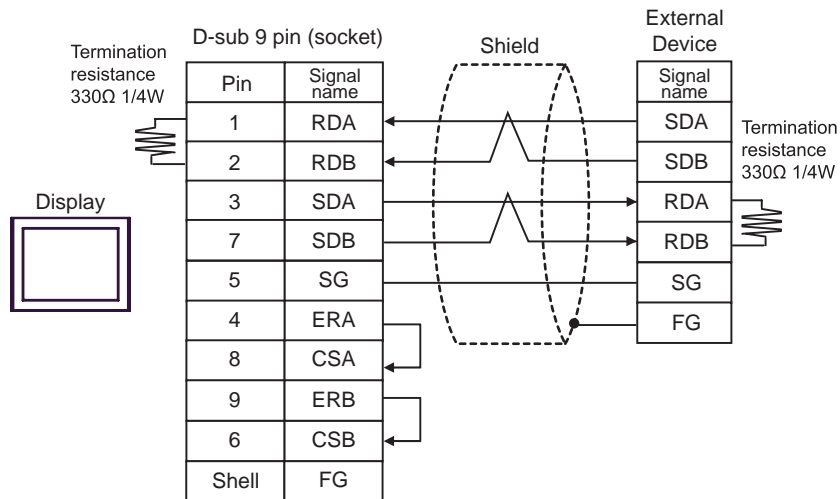 D-sub 9 pin (socket)
Shield
External
Device
Termination
resistance
330Ω 1/4W
Pin
Signal
name
Signal
name
1
RDA
SDA
2
RDB
SDB
Termination
resistance
330Ω 1/4W
Display
3
SDA
RDA
7
SDB
RDB
5
SG
SG
4
ERA
FG
8
CSA
9
ERB
6
CSB
Shell
FG